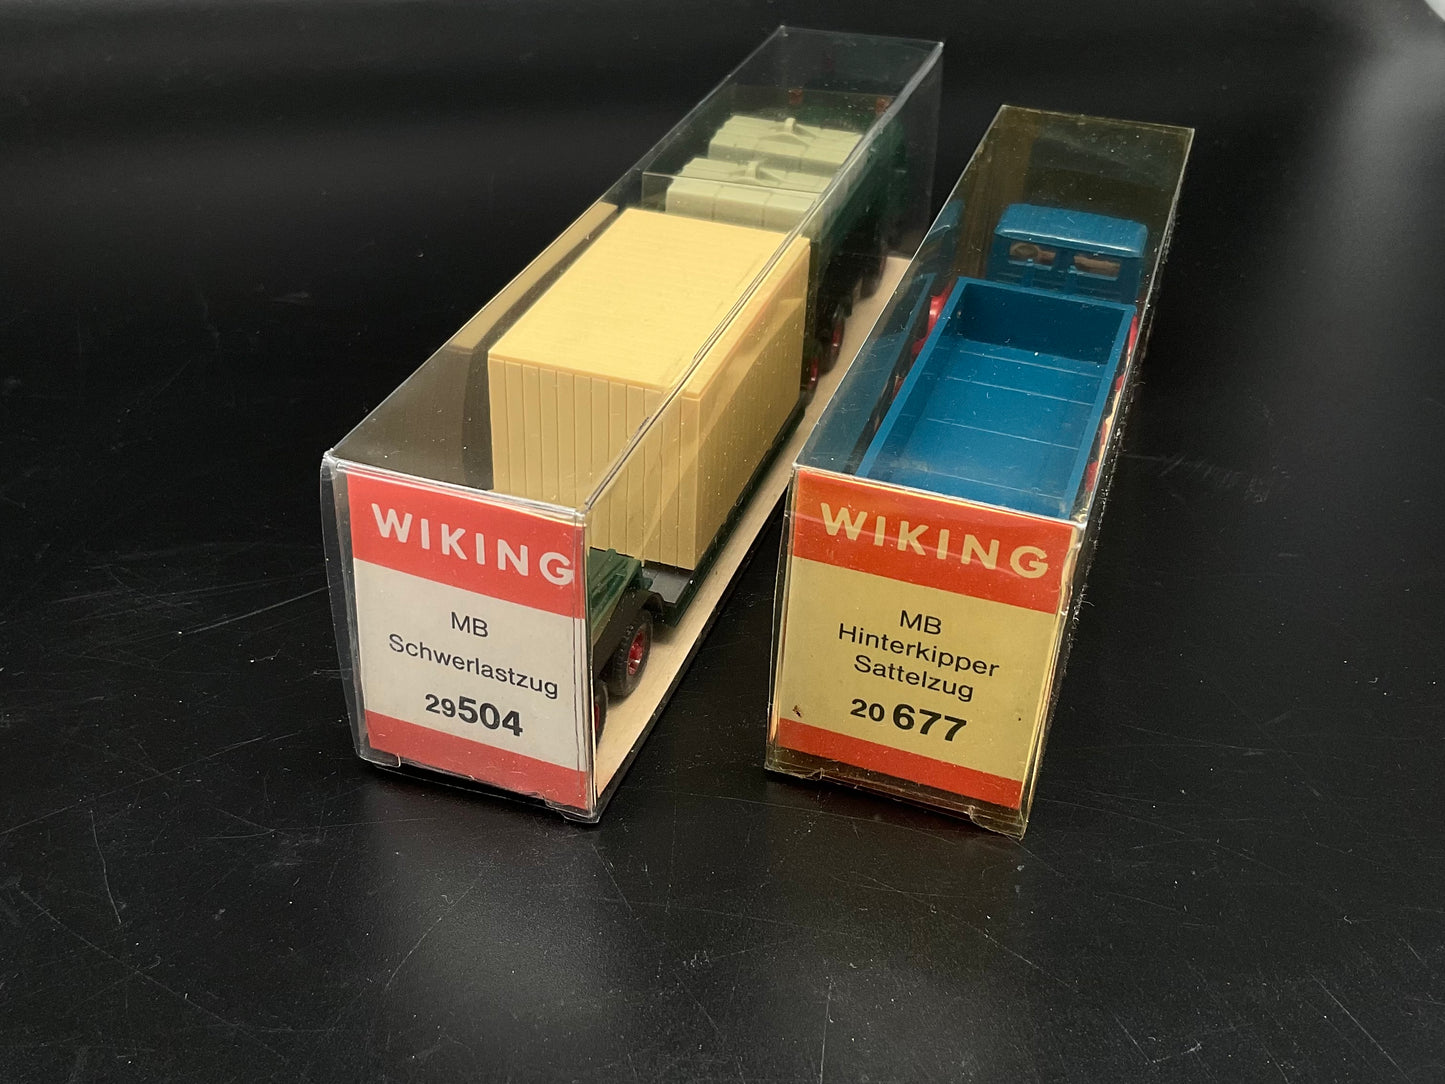 WIKING
MB
Schwerlastzug
29504
WIKING
MB
Hinterkipper
Sattelzug
20 677